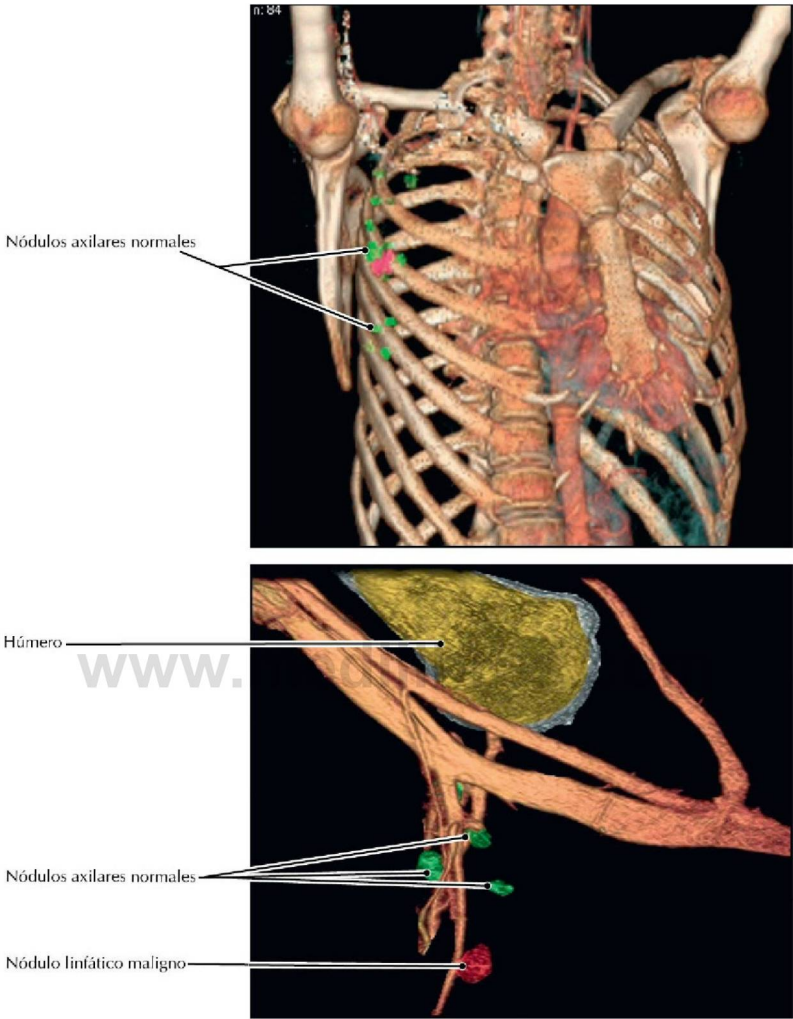 n: 84
Nódulos axilares normales
Húmero
www.
Nódulos axilares normales
Nódulo linfático maligno